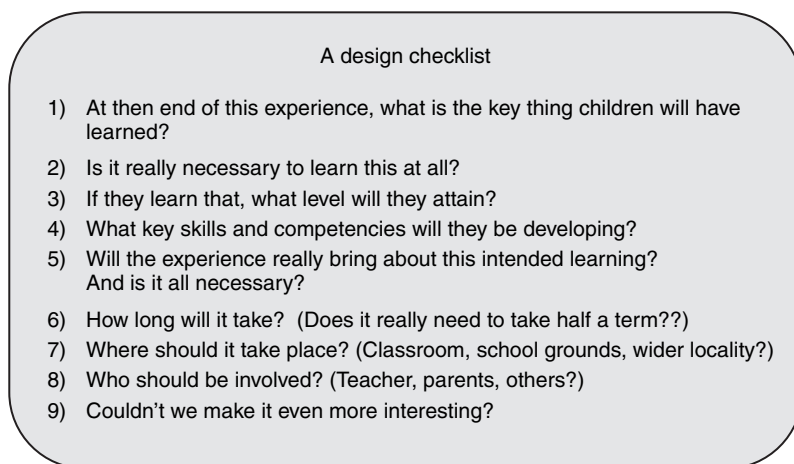 A design checklist
1) At then end of this experience, what is the key thing children will have
learned?
2) Is it really necessary to learn this at all?
3) If they learn that, what level will they attain?
4) What key skills and competencies will they be developing?
5) Will the experience really bring about this intended learning?
And is it all necessary?
6) How long will it take? (Does it really need to take half a term??)
7) Where should it take place? (Classroom, school grounds, wider locality?)
8) Who should be involved? (Teacher, parents, others?)
9) Couldn't we make it even more interesting?